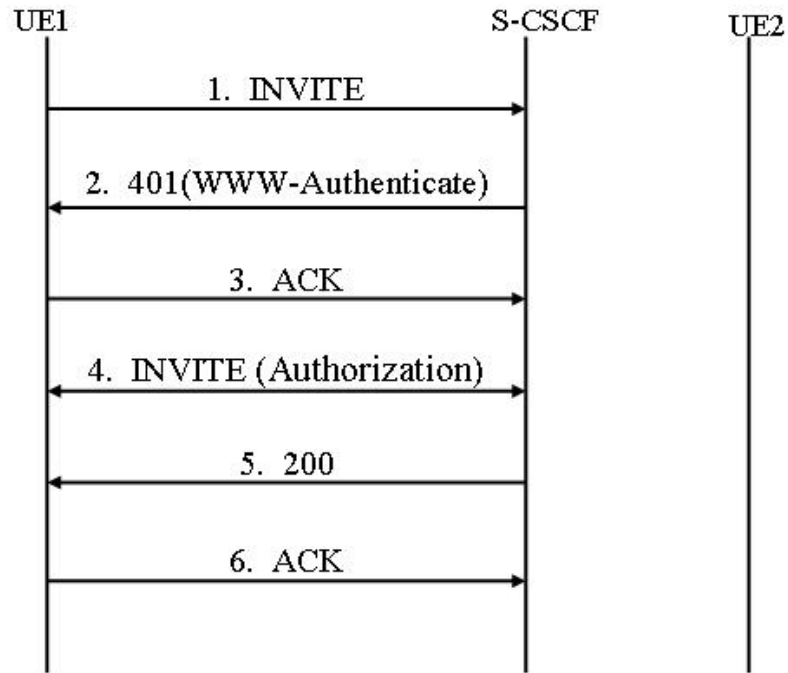 UE1 S-CSCF UE2
1. INVITE
2. 401(WWW-Authenticate)
3. ACK
4. INVITE (Authorization)
5. 200
6. ACK